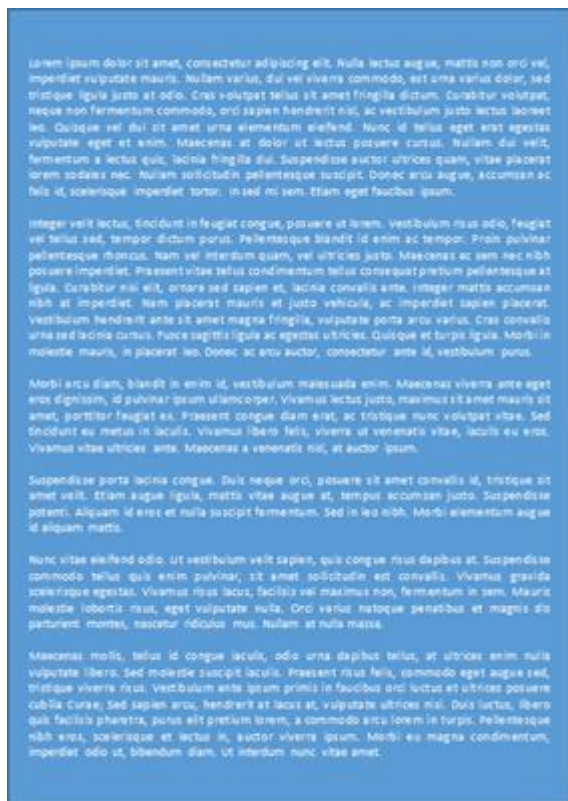 Lorem ipsum dolor sit amet, consectetur adipiscing elit. Nulla lectus augue, mattis non orci vel,
imperdiet vulputate mauris. Nullam varius, dui vel viverra commodo, est urna varius dolor, sed
tristique ligula justo at odio. Cras volutpat tellus sit amet fringilla dictum. Curabitur volutpat,
neque non fermentum commodo, orci sapien hendrerit nisl, ac vestibulum justo lectus laoreet
leo. Quisque vel dui sit amet urna elementum eleifend. Nunc id tellus eget erat egestas
vulputate eget et enim. Maecenas at dolor ut lectus posuere cursus. Nullam dui velit,
fermentum a lectus quis, lacinia fringilla dui. Suspendisse auctor ultrices quam, vitae placerat
lorem sodales nec. Nullam sollicitudin pellentesque suscipit. Donec arcu augue, accumsan ac
felis id, scelerisque imperdiet tortor. In sed mi sem. Etiam eget faucibus ipsum.
Integer velit lectus, tincidunt in feugiat congue, posuere ut lorem. Vestibulum risus odio, feugiat
vel tellus sed, tempor dictum purus. Pellentesque blandit id enim ac tempor. Proin pulvinar
pellentesque rhoncus. Nam vel interdum quam, vel ultricies justo. Maecenas ac sem nec nibh
posuere imperdiet. Praesent vitae tellus condimentum tellus consequat pretium pellentesque at
ligula. Curabitur nisi elit, ornare sed sapien et, lacinia convallis ante. Integer mattis accumsan
nibh at imperdiet. Nam placerat mauris et justo vehicula, ac imperdiet sapien placerat.
Vestibulum hendrerit ante sit amet magna fringilla, vulputate porta arcu varius. Cras convallis
urna sed lacinia cursus. Fusce sagittis ligula ac egestas ultricies. Quisque et turpis ligula. Morbi in
molestie mauris, in placerat leo. Donec ac arcu auctor, consectetur ante id, vestibulum purus.
Morbi arcu diam, blandit in enim id, vestibulum malesuada enim. Maecenas viverra ante eget
eros dignissim, id pulvinar ipsum ullamcorper. Vivamus lectus justo, maximus sit amet mauris sit
amet, porttitor feugiat ex. Praesent congue diam erat, ac tristique nunc volutpat vitae. Sed
tincidunt eu metus in iaculis. Vivamus libero felis, viverra ut venenatis vitae, iaculis eu eros.
Vivamus vitae ultricies ante. Maecenas a venenatis nisl, at auctor ipsum.
Suspendisse porta lacinia congue. Duis neque orci, posuere sit amet convallis id, tristique sit
amet velit. Etiam augue ligula, mattis vitae augue at, tempus accumsan justo. Suspendisse
potenti. Aliquam id eros et nulla suscipit fermentum. Sed in leo nibh. Morbi elementum augue
id aliquam mattis.
Nunc vitae eleifend odio. Ut vestibulum velit sapien, quis congue risus dapibus at. Suspendisse
commodo tellus quis enim pulvinar, sit amet sollicitudin est convallis. Vivamus gravida
scelerisque egestas. Vivamus risus lacus, facilisis vel maximus non, fermentum in sem. Mauris
molestie lobortis risus, eget vulputate nulla. Orci varius natoque penatibus et magnis dis
parturient montes, nascetur ridiculus mus. Nullam at nulla massa.
Maecenas mollis, tellus id congue iaculis, odio urna dapibus tellus, at ultrices enim nulla
vulputate libero. Sed molestie suscipit iaculis. Praesent risus felis, commodo eget augue sed,
tristique viverra risus. Vestibulum ante ipsum primis in faucibus orci luctus et ultrices posuere
cubilia Curae; Sed sapien arcu, hendrerit at lacus at, vulputate ultrices nisi. Duis luctus, libero
quis facilisis pharetra, purus elit pretium lorem, a commodo arcu lorem in turpis. Pellentesque
nibh eros, scelerisque et lectus in, auctor viverra ipsum. Morbi eu magna condimentum,
imperdiet odio ut, bibendum diam. Ut interdum nunc vitae amet.